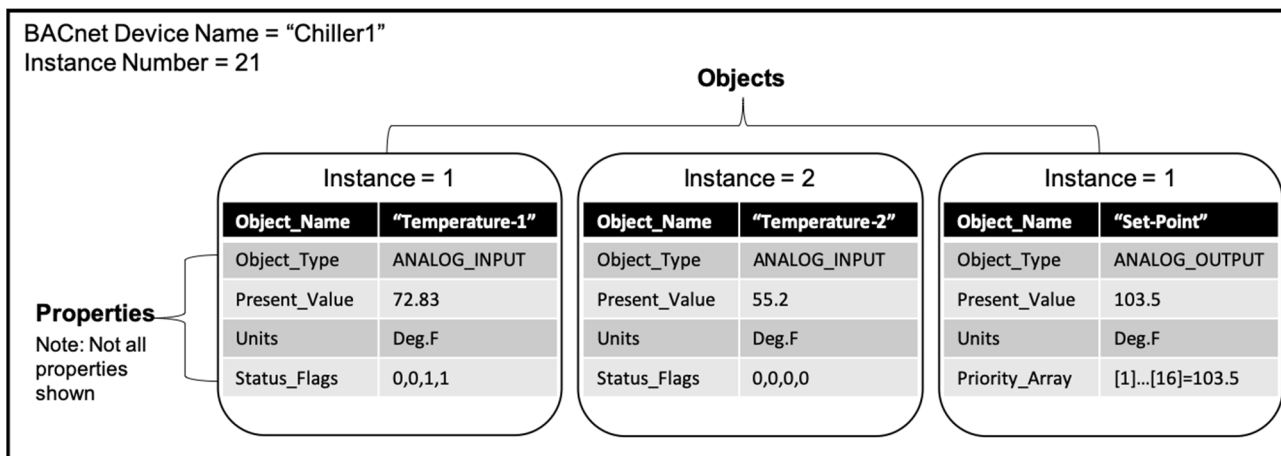 BACnet Device Name = “Chiller1”
Instance Number = 21
Objects
Instance = 1
Object_Name “Temperature-1”
Object_Type ANALOG_INPUT
Present_Value 72.83
Units Deg.F
Status_Flags 0,0,1,1
Instance = 2
Object_Name “Temperature-2”
Object_Type ANALOG_INPUT
Present_Value 55.2
Units Deg.F
Status_Flags 0,0,0,0
Instance = 1
Object_Name “Set-Point”
Object_Type ANALOG_OUTPUT
Present_Value 103.5
Units Deg.F
Priority_Array [1]...[16]=103.5
Properties
Note: Not all
properties
shown